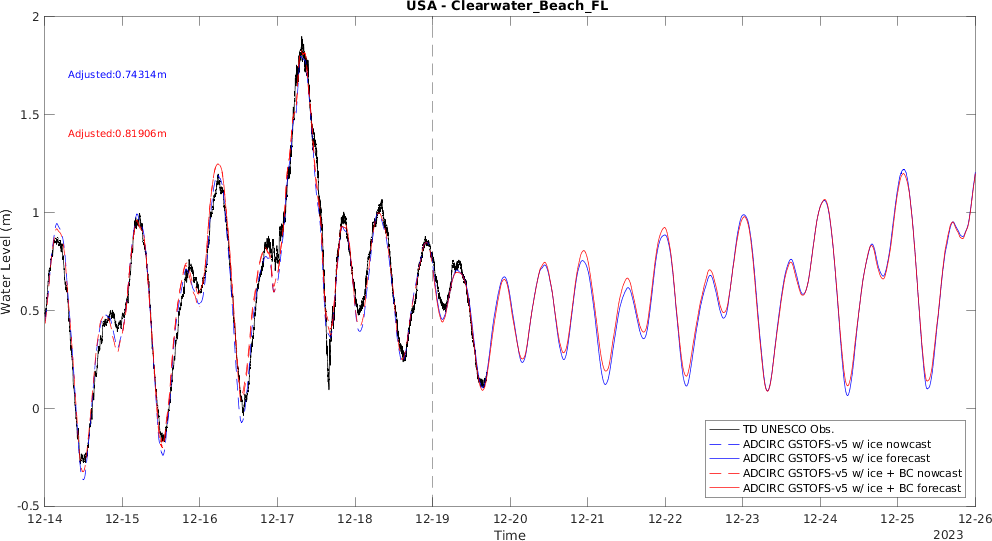 USA - Clearwater_Beach_FL
2
1.5
1
0.5
0
-0.5
Water Level (m)
Adjusted:0.74314m
Adjusted:0.81906m
TD UNESCO Obs.
ADCIRC GSTOFS-v5 w/ ice nowcast
ADCIRC GSTOFS-v5 w/ ice forecast
ADCIRC GSTOFS-v5 w/ ice + BC nowcast
ADCIRC GSTOFS-v5 w/ ice + BC forecast
12-14 12-15 12-16 12-17 12-18 12-19 12-20 12-21 12-22 12-23 12-24 12-25 12-26
Time
2023